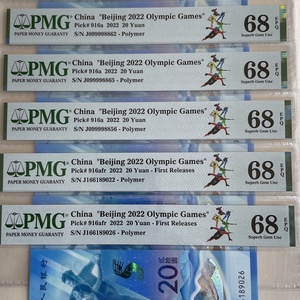 PMG
PAPER MONEY GUARANTY
China "Beijing 2022 Olympic Games"
Pick# 916a 2022 20 Yuan
S/N J099998862 - Polymer
68 EPQ
Superb Gem Unc
PMG
PAPER MONEY GUARANTY
China "Beijing 2022 Olympic Games"
Pick# 916a 2022 20 Yuan
S/N J099998865 - Polymer
68 EPQ
Superb Gem Unc
PMG
PAPER MONEY GUARANTY
China "Beijing 2022 Olympic Games"
Pick# 916a 2022 20 Yuan
S/N J099998856 - Polymer
68 EPQ
Superb Gem Unc
PMG
PAPER MONEY GUARANTY
China "Beijing 2022 Olympic Games"
Pick# 916afr 2022 20 Yuan - First Releases
S/N J166189022 - Polymer
68 EPQ
Superb Gem Unc
PMG
PAPER MONEY GUARANTY
China "Beijing 2022 Olympic Games"
Pick# 916afr 2022 20 Yuan - First Releases
S/N J166189026 - Polymer
68 EPQ
Superb Gem Unc
民银行
20
189026